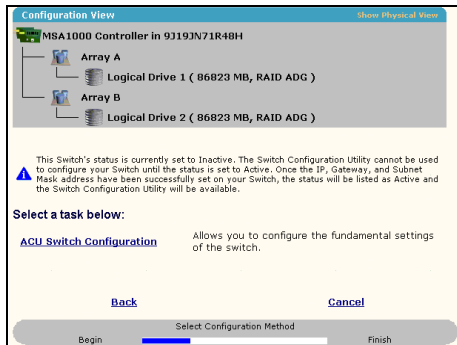 Configuration View
Show Physical View
MSA1000 Controller in 9J19JN71R48H
Array A
Logical Drive 1 ( 86823 MB, RAID ADG )
Array B
Logical Drive 2 ( 86823 MB, RAID ADG )
This Switch's status is currently set to Inactive. The Switch Configuration Utility cannot be used
to configure your Switch until the status is set to Active. Once the IP, Gateway, and Subnet
Mask address have been successfully set on your Switch, the status will be listed as Active and
the Switch Configuration Utility will be available.
Select a task below:
ACU Switch Configuration
Allows you to configure the fundamental settings
of the switch.
Back
Cancel
Select Configuration Method
Begin
Finish